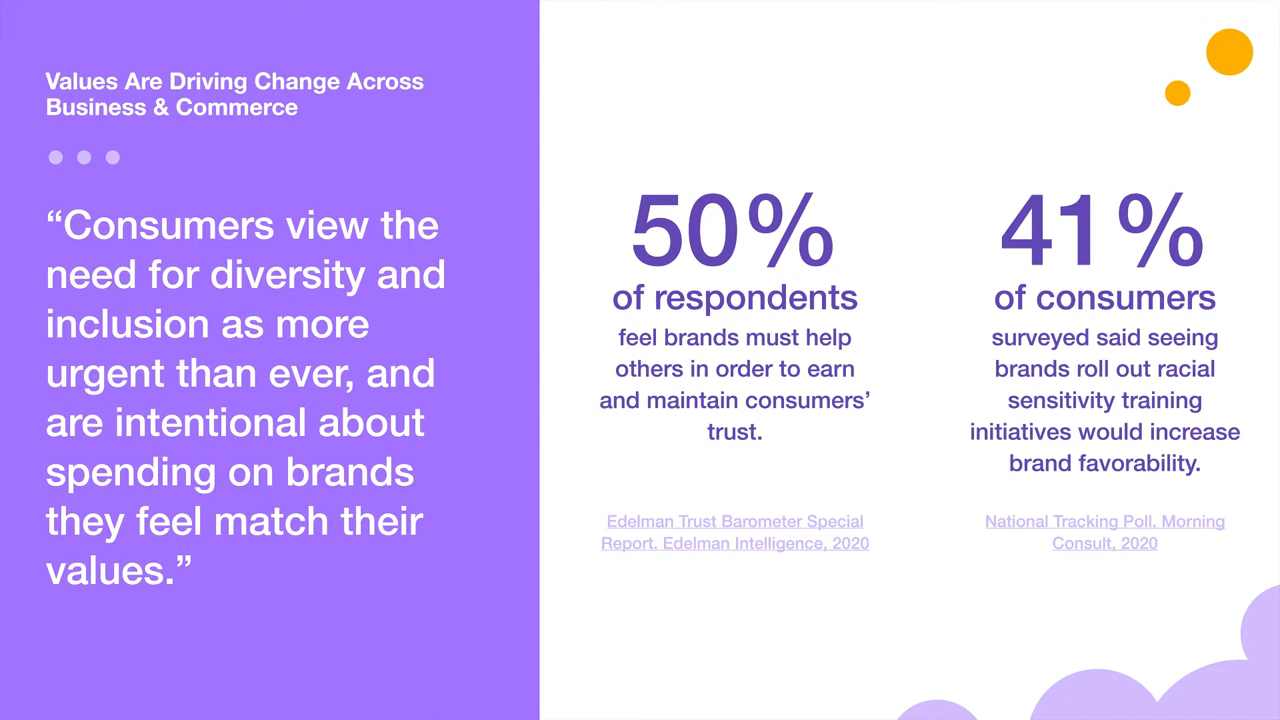 Values Are Driving Change Across
Business & Commerce
“Consumers view the
need for diversity and
inclusion as more
urgent than ever, and
are intentional about
spending on brands
they feel match their
values.”
50%
of respondents
feel brands must help
others in order to earn
and maintain consumers’
trust.
Edelman Trust Barometer Special
Report. Edelman Intelligence, 2020
41%
of consumers
surveyed said seeing
brands roll out racial
sensitivity training
initiatives would increase
brand favorability.
National Tracking Poll. Morning
Consult, 2020